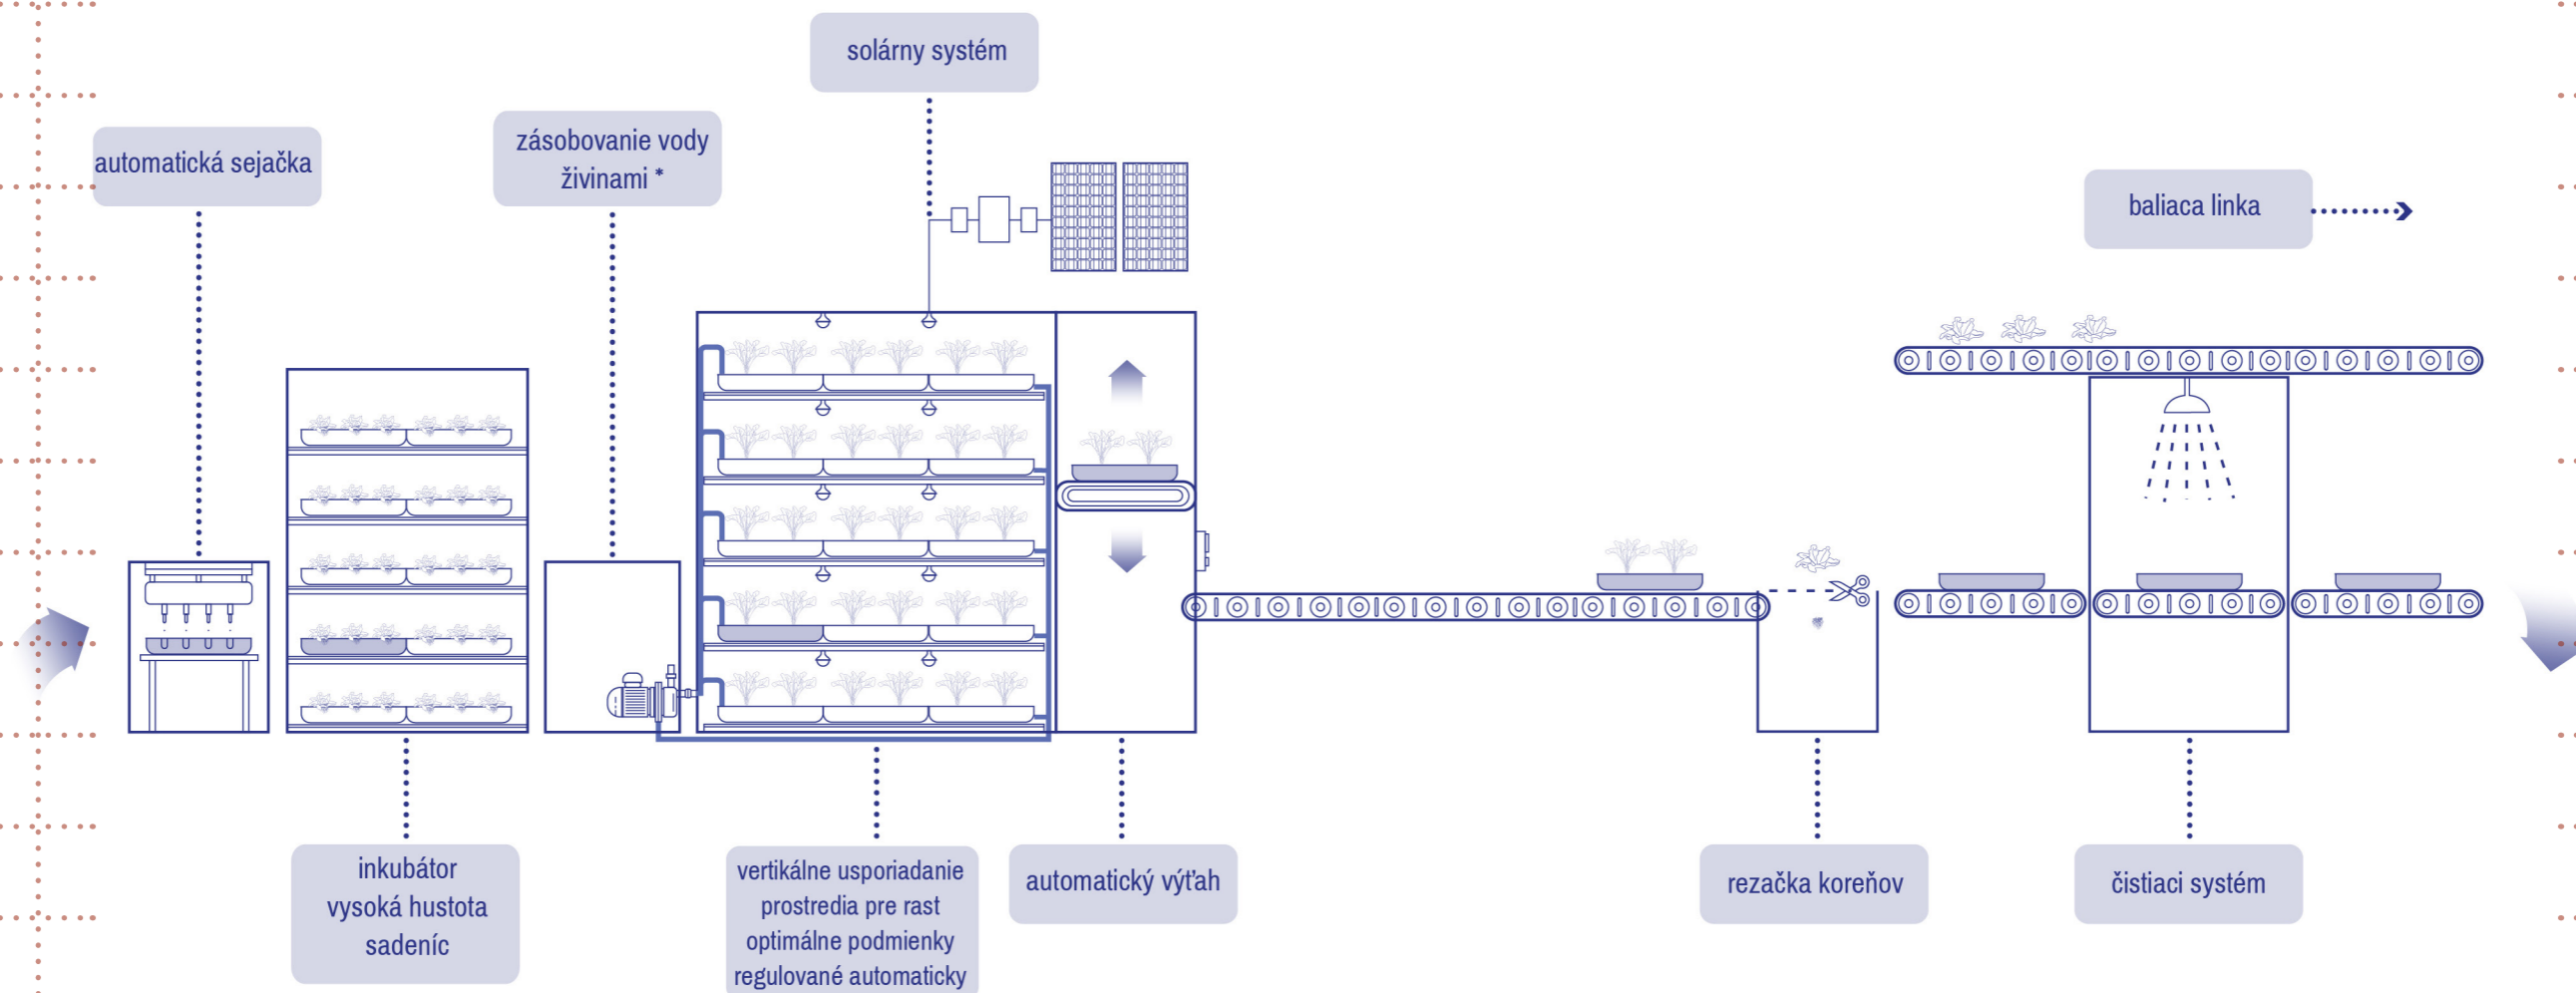 solárny systém
automatická sejačka
zásobovanie vody
živinami *
baliaca linka
inkubátor
vysoká hustota
sadeníc
vertikálne usporiadanie
prostredia pre rast
optimálne podmienky
regulované automaticky
automatický výťah
rezačka koreňov
čistiaci systém